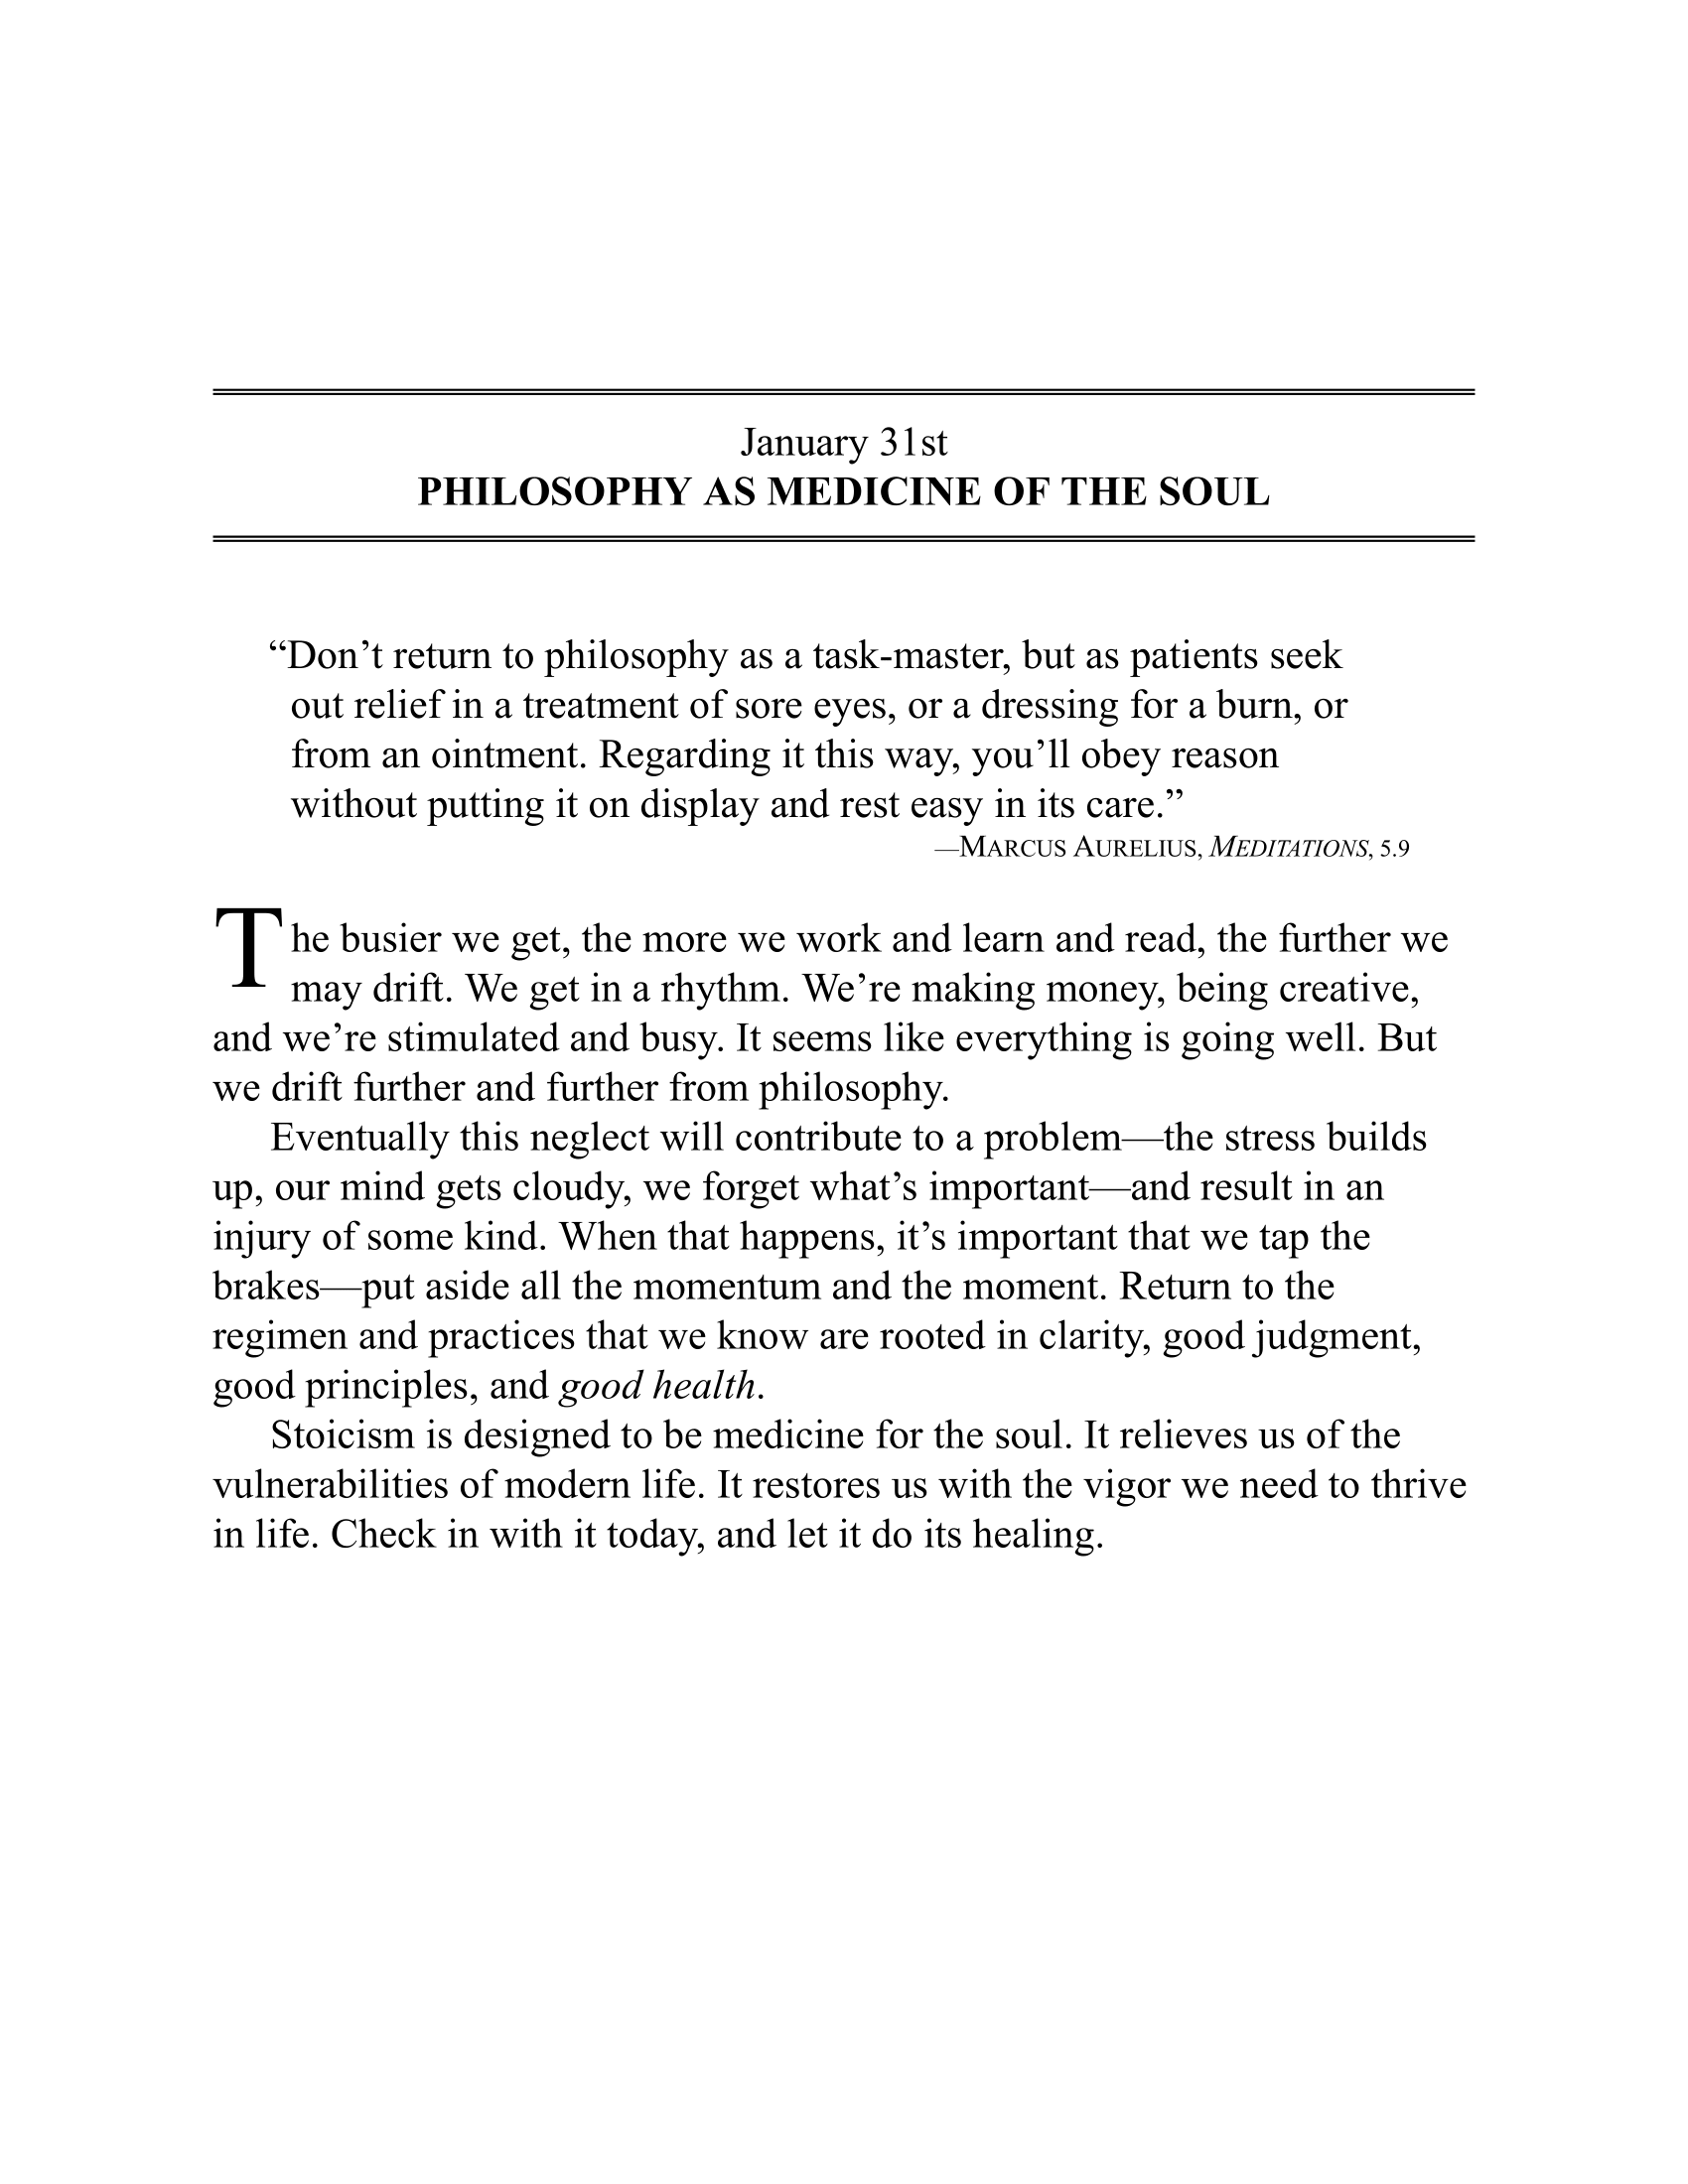 January 31st
PHILOSOPHY AS MEDICINE OF THE SOUL
“Don’t return to philosophy as a task-master, but as patients seek
out relief in a treatment of sore eyes, or a dressing for a burn, or
from an ointment. Regarding it this way, you’ll obey reason
without putting it on display and rest easy in its care.”
—MARCUS AURELIUS, MEDITATIONS, 5.9
The busier we get, the more we work and learn and read, the further we
may drift. We get in a rhythm. We’re making money, being creative,
and we’re stimulated and busy. It seems like everything is going well. But
we drift further and further from philosophy.
Eventually this neglect will contribute to a problem—the stress builds
up, our mind gets cloudy, we forget what’s important—and result in an
injury of some kind. When that happens, it’s important that we tap the
brakes—put aside all the momentum and the moment. Return to the
regimen and practices that we know are rooted in clarity, good judgment,
good principles, and good health.
Stoicism is designed to be medicine for the soul. It relieves us of the
vulnerabilities of modern life. It restores us with the vigor we need to thrive
in life. Check in with it today, and let it do its healing.